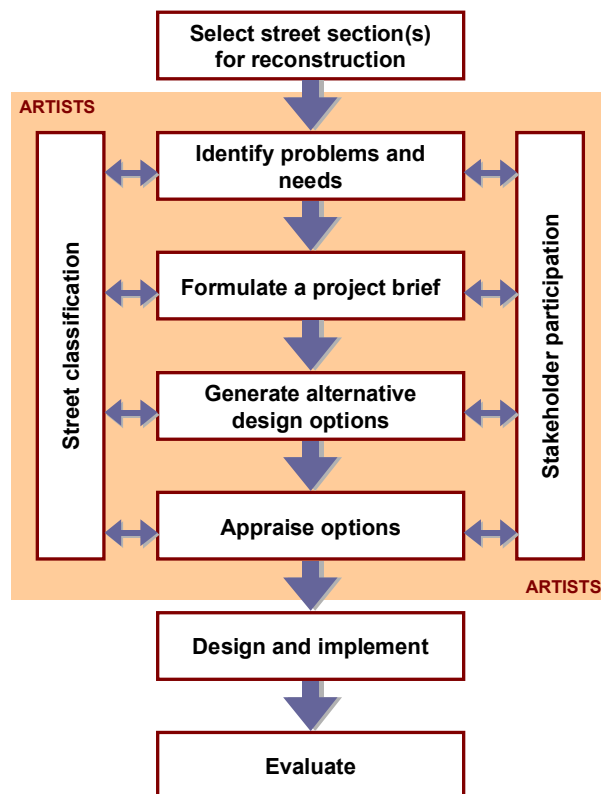 Select street section(s)
for reconstruction
ARTISTS
Identify problems and
needs
Street classification
Stakeholder participation
Formulate a project brief
Generate alternative
design options
Appraise options
ARTISTS
Design and implement
Evaluate